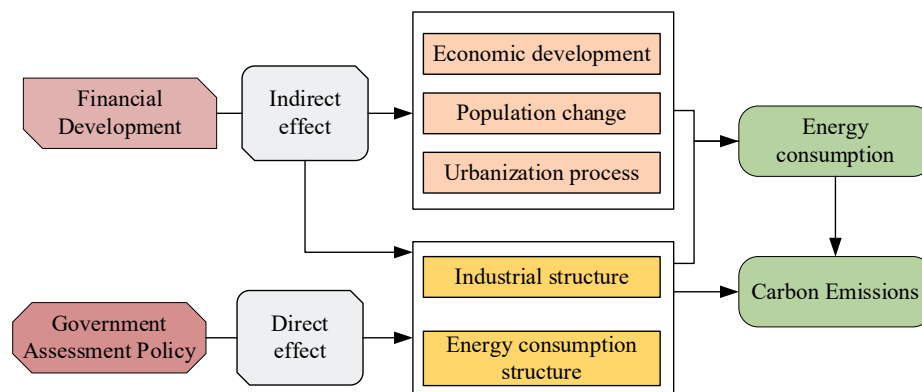 Financial
Development
Indirect
effect
Economic development
Population change
Urbanization process
Energy
consumption
Industrial structure
Energy consumption
structure
Carbon Emissions
Government
Assessment Policy
Direct
effect